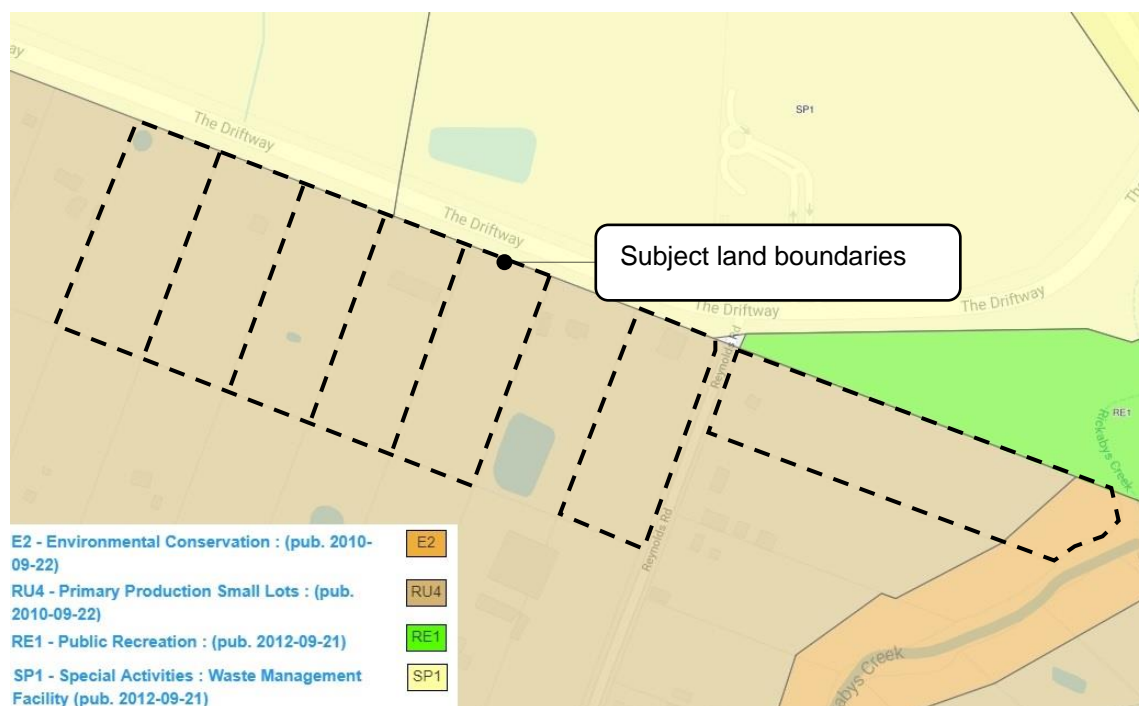 ay
The Driftway
SP1
The Driftway
Subject land boundaries
The Driftway
The Driftway
The
Reynolds Rd
RE1
Rickabys Creek
Reynolds Rd
abys Creek
E2 - Environmental Conservation : (pub. 2010-
09-22)
E2
RU4 - Primary Production Small Lots : (pub.
2010-09-22)
RU4
RE1 - Public Recreation : (pub. 2012-09-21)
RE1
SP1 - Special Activities : Waste Management
Facility (pub. 2012-09-21)
SP1